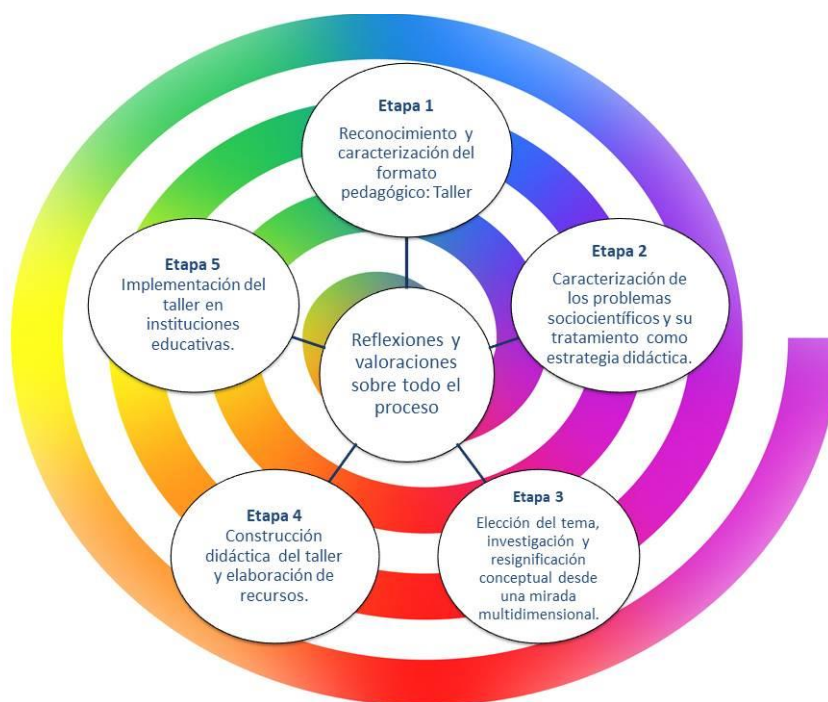 Etapa 1
Reconocimiento y
caracterización del
formato
pedagógico: Taller
Etapa 2
Caracterización de
los problemas
sociocientíficos y su
tratamiento como
estrategia didáctica.
Etapa 3
Elección del tema,
investigación y
resignificación
conceptual desde
una mirada
multidimensional.
Etapa 4
Construcción
didáctica del taller
y elaboración de
recursos.
Etapa 5
Implementación del
taller en
instituciones
educativas.
Reflexiones y
valoraciones
sobre todo el
proceso